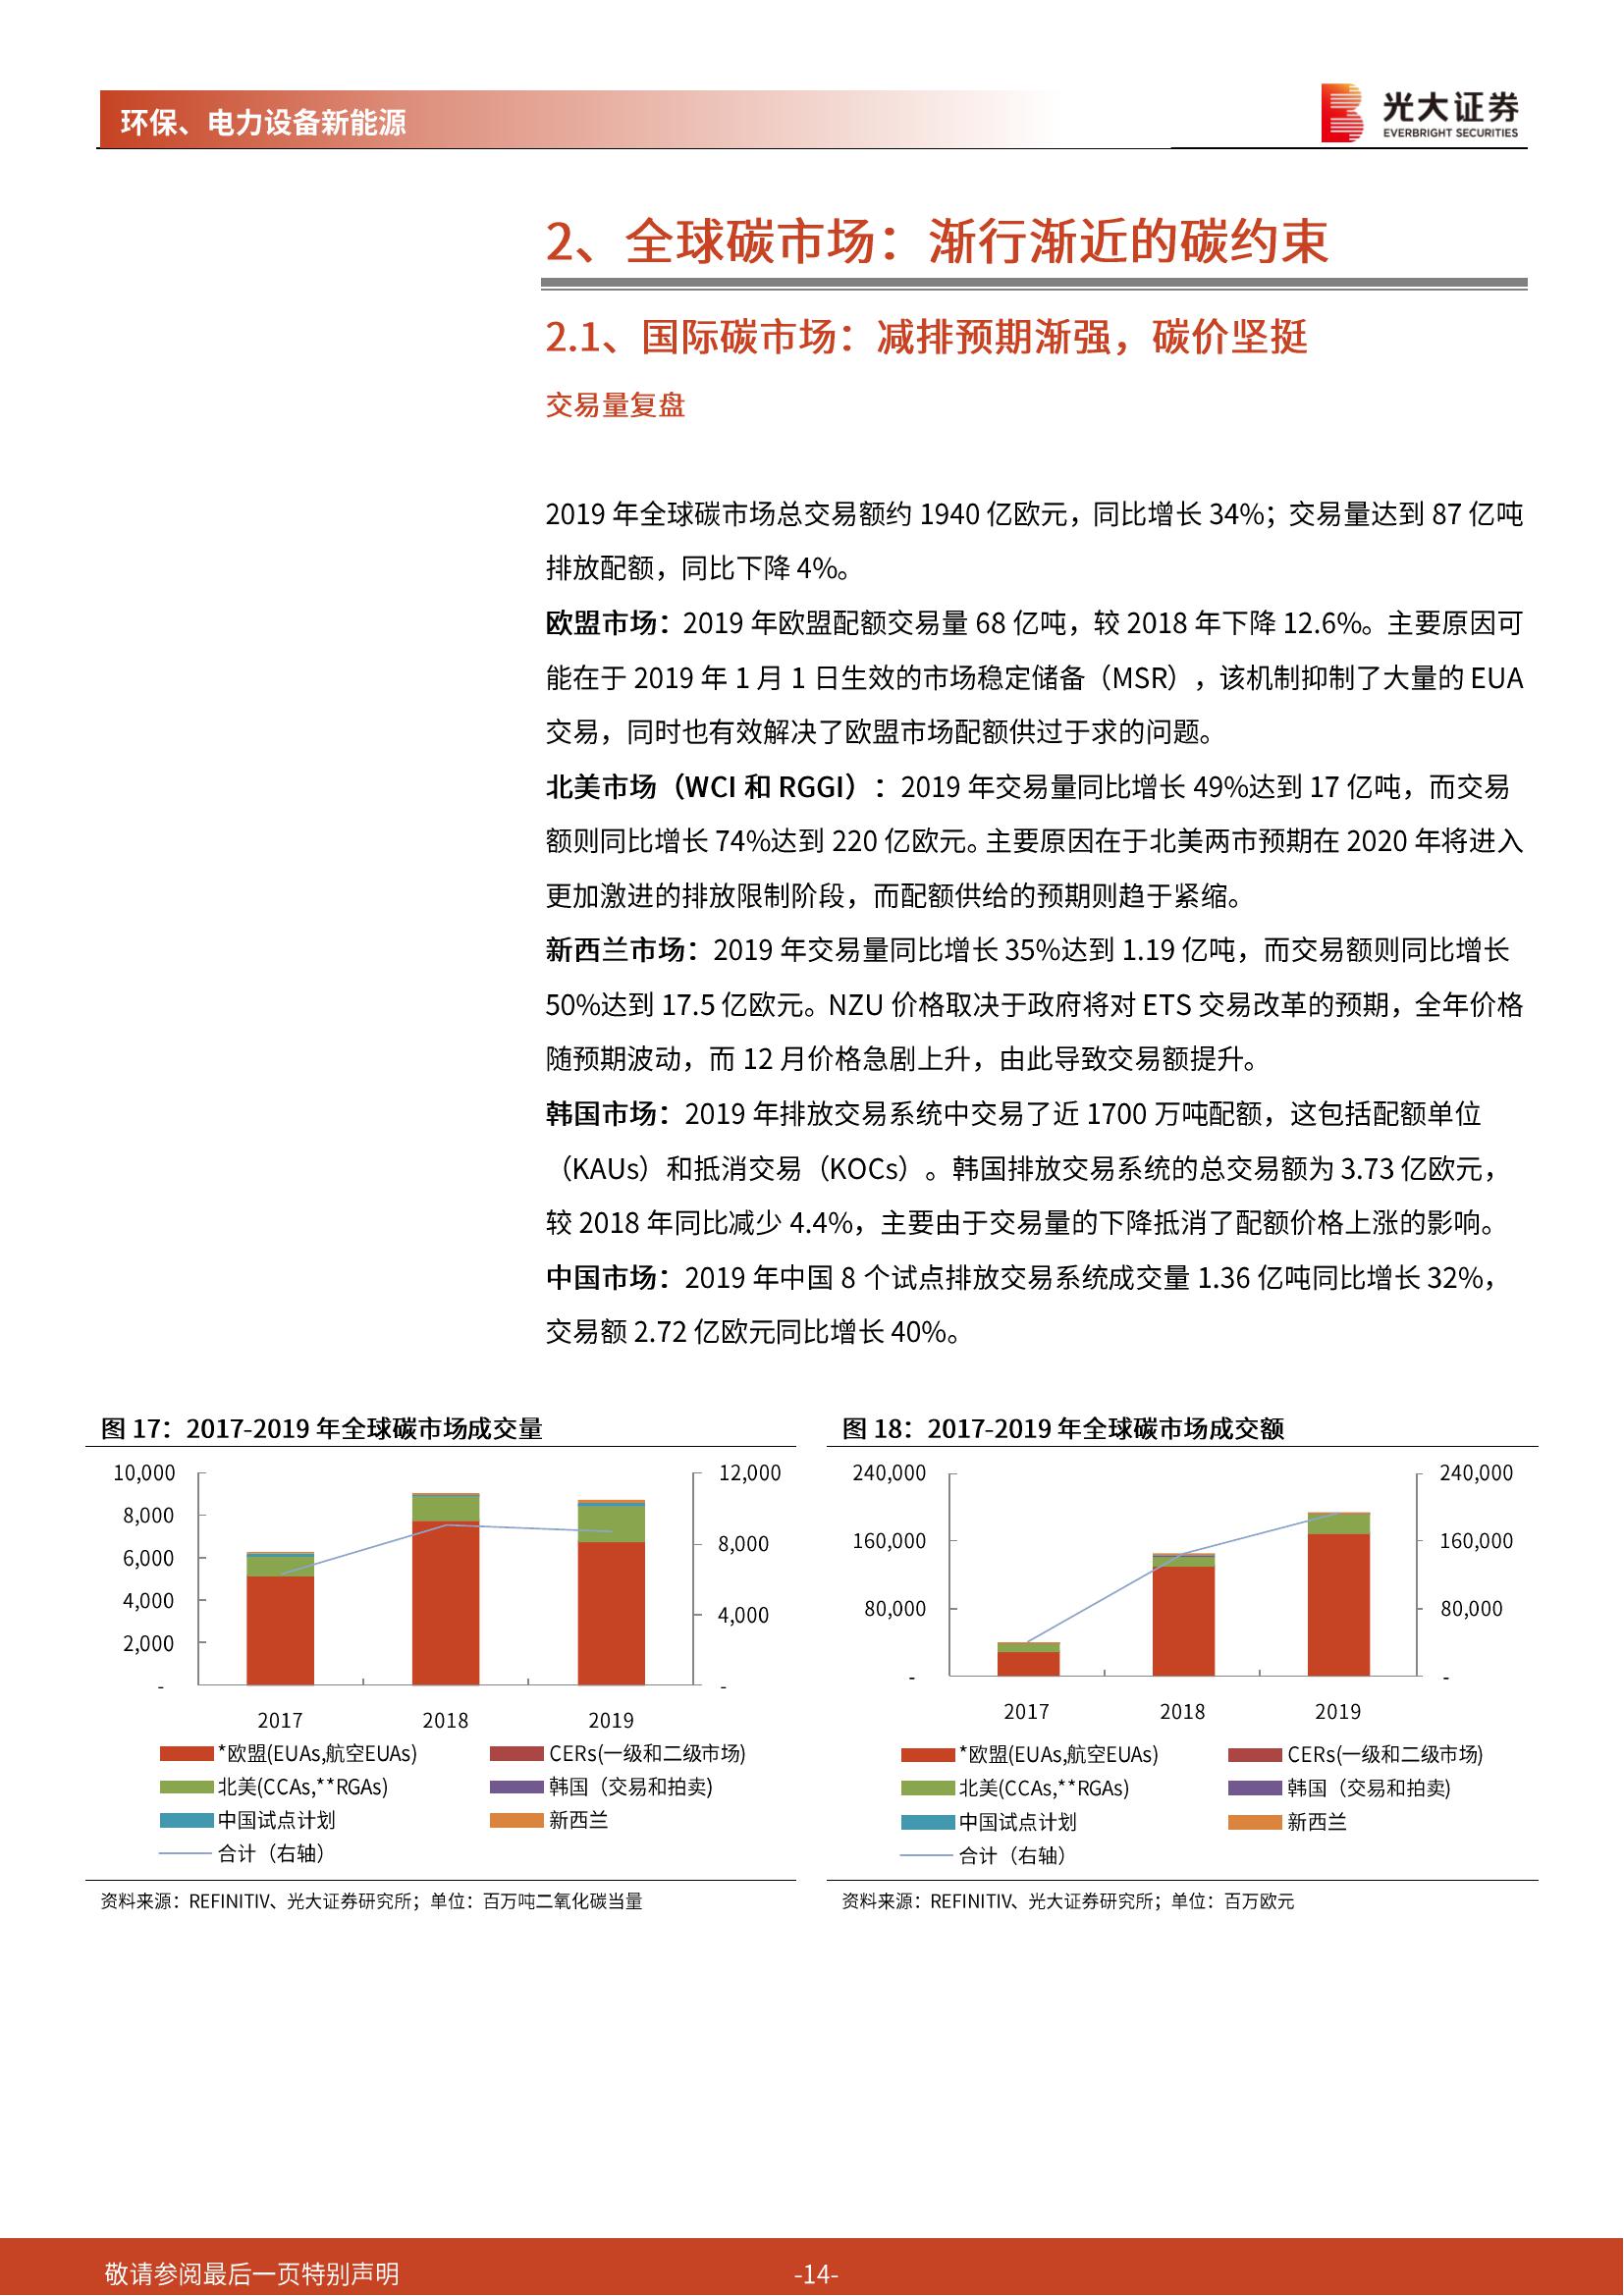 环保、电力设备新能源
光大证券
EVERBRIGHT SECURITIES
2、全球碳市场：渐行渐近的碳约束
2.1、国际碳市场：减排预期渐强，碳价坚挺
交易量复盘
2019 年全球碳市场总交易额约 1940 亿欧元，同比增长 34%；交易量达到 87 亿吨
排放配额，同比下降 4%。
欧盟市场：2019 年欧盟配额交易量 68 亿吨，较 2018 年下降 12.6%。主要原因可
能在于 2019 年 1 月 1 日生效的市场稳定储备（MSR），该机制抑制了大量的 EUA
交易，同时也有效解决了欧盟市场配额供过于求的问题。
北美市场（WCI 和 RGGI）：2019 年交易量同比增长 49%达到 17 亿吨，而交易
额则同比增长 74%达到 220 亿欧元。主要原因在于北美两市预期在 2020 年将进入
更加激进的排放限制阶段，而配额供给的预期则趋于紧缩。
新西兰市场：2019 年交易量同比增长 35%达到 1.19 亿吨，而交易额则同比增长
50%达到 17.5 亿欧元。NZU 价格取决于政府将对 ETS 交易改革的预期，全年价格
随预期波动，而 12 月价格急剧上升，由此导致交易额提升。
韩国市场：2019 年排放交易系统中交易了近 1700 万吨配额，这包括配额单位
（KAUs）和抵消交易（KOCs）。韩国排放交易系统的总交易额为 3.73 亿欧元，
较 2018 年同比减少 4.4%，主要由于交易量的下降抵消了配额价格上涨的影响。
中国市场：2019 年中国 8 个试点排放交易系统成交量 1.36 亿吨同比增长 32%，
交易额 2.72 亿欧元同比增长 40%。
图 17：2017-2019 年全球碳市场成交量
10,000
8,000
6,000
4,000
2,000
-
12,000
8,000
4,000
-
2017 2018 2019
*欧盟(EUAs,航空EUAs) CERs(一级和二级市场)
北美(CCAs,**RGAs) 韩国（交易和拍卖)
中国试点计划 新西兰
合计（右轴）
资料来源：REFINITIV、光大证券研究所；单位：百万吨二氧化碳当量
图 18：2017-2019 年全球碳市场成交额
240,000
160,000
80,000
-
240,000
160,000
80,000
-
2017 2018 2019
*欧盟(EUAs,航空EUAs) CERs(一级和二级市场)
北美(CCAs,**RGAs) 韩国（交易和拍卖)
中国试点计划 新西兰
合计（右轴）
资料来源：REFINITIV、光大证券研究所；单位：百万欧元
敬请参阅最后一页特别声明 -14-